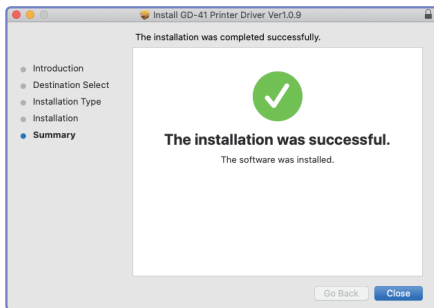 Install GD-41 Printer Driver Ver1.0.9
The installation was completed successfully.
Introduction
Destination Select
Installation Type
Installation
Summary
The installation was successful.
The software was installed.
Go Back
Close